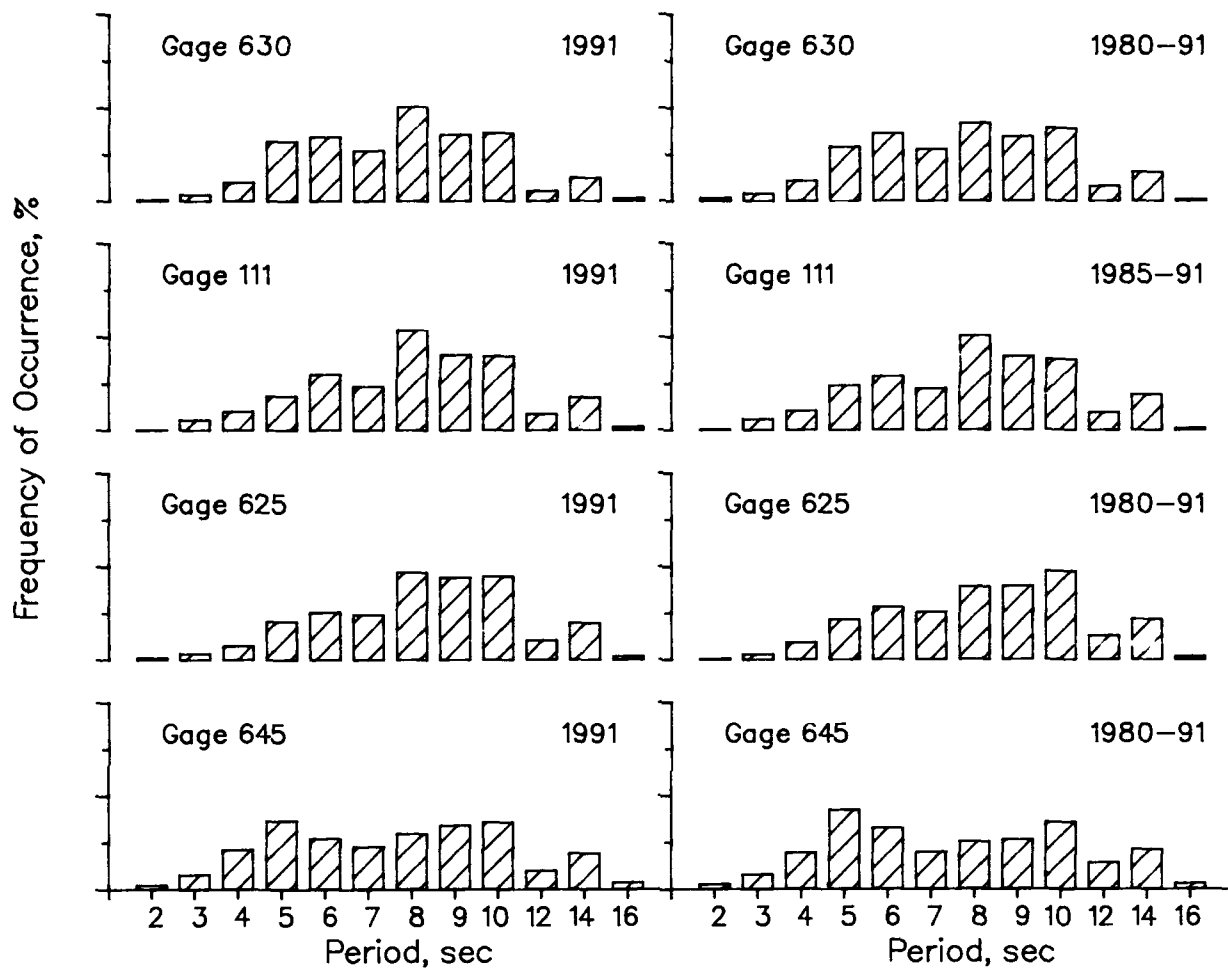 Frequency of Occurrence, %
Gage 630 1991
Gage 630 1980-91
Gage 111 1991
Gage 111 1985-91
Gage 625 1991
Gage 625 1980-91
Gage 645 1991
Gage 645 1980-91
2 3 4 5 6 7 8 9 10 12 14 16
2 3 4 5 6 7 8 9 10 12 14 16
Period, sec
Period, sec